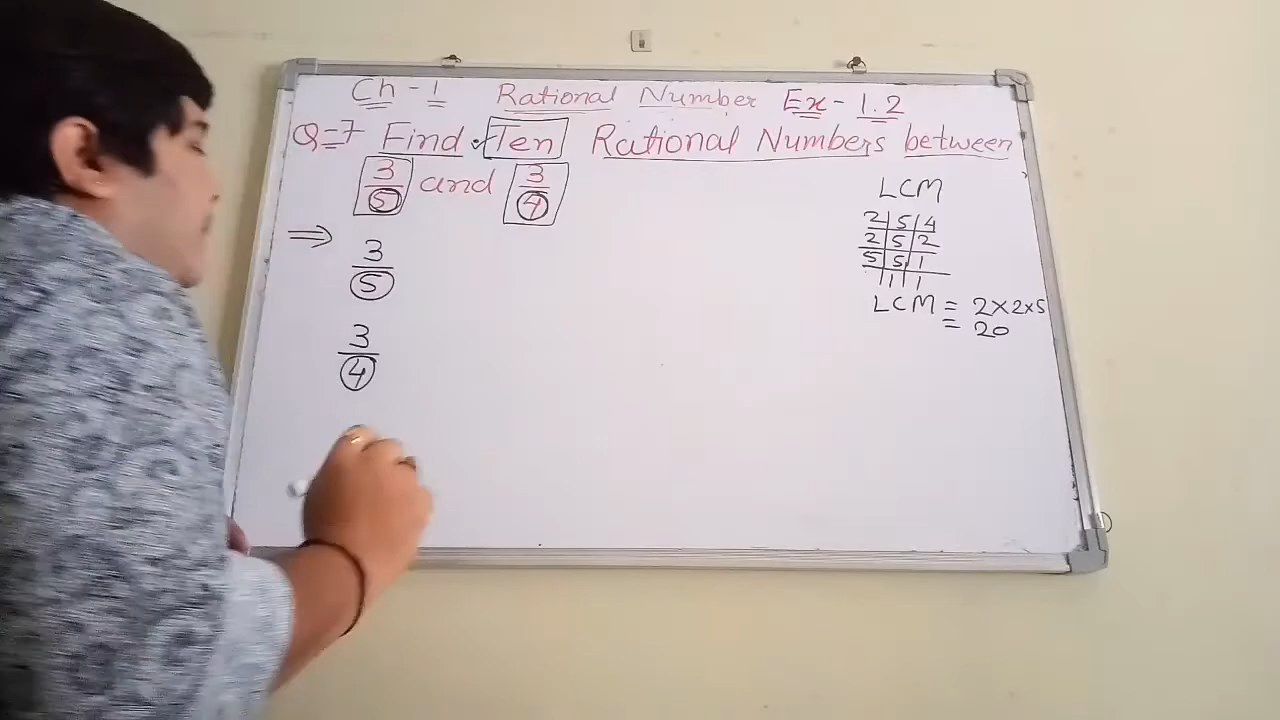 Ch - 1 Rational Number Ex - 1.2
Q=7 Find Ten Rational Numbers between
3/5 and 3/4
⇒ 3/5
3/4
LCM
2 | 5 | 4
2 | 5 | 2
5 | 5 | 1
1 | 1
LCM = 2×2×5
= 20